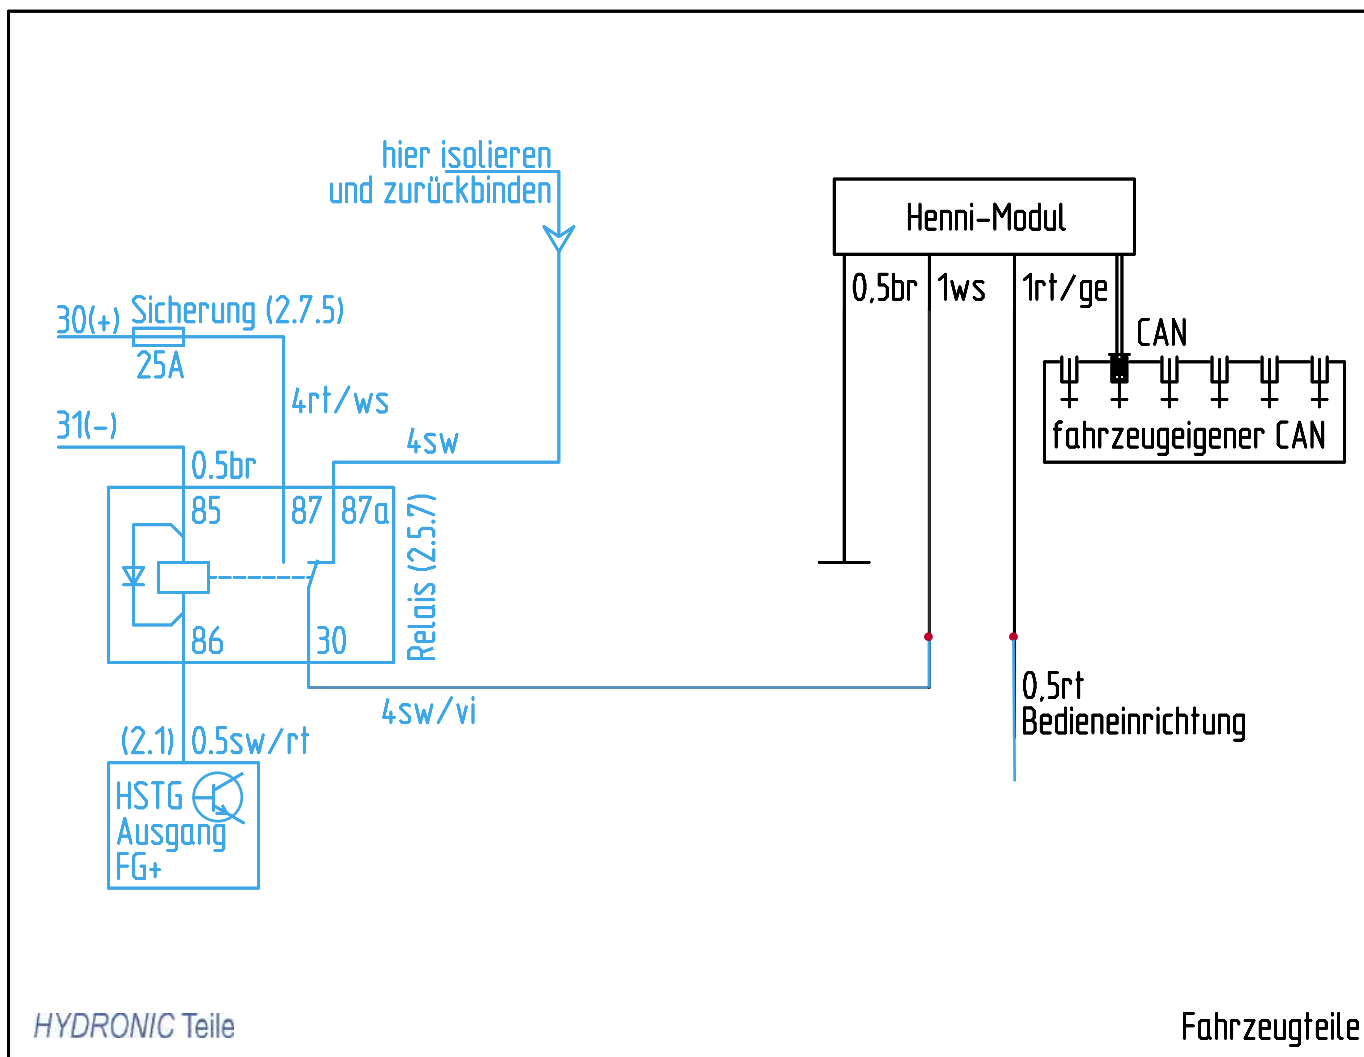 hier isolieren
und zurückbinden
Henni-Modul
0,5br
1ws
1rt/ge
CAN
fahrzeugeigener CAN
30(+)
Sicherung (2.7.5)
25A
4rt/ws
31(-)
4sw
0.5br
85
87
87a
Relais (2.5.7)
86
30
4sw/vi
0,5rt
Bedieneinrichtung
(2.1)
0.5sw/rt
HSTG
Ausgang
FG+
HYDRONIC Teile
Fahrzeugteile